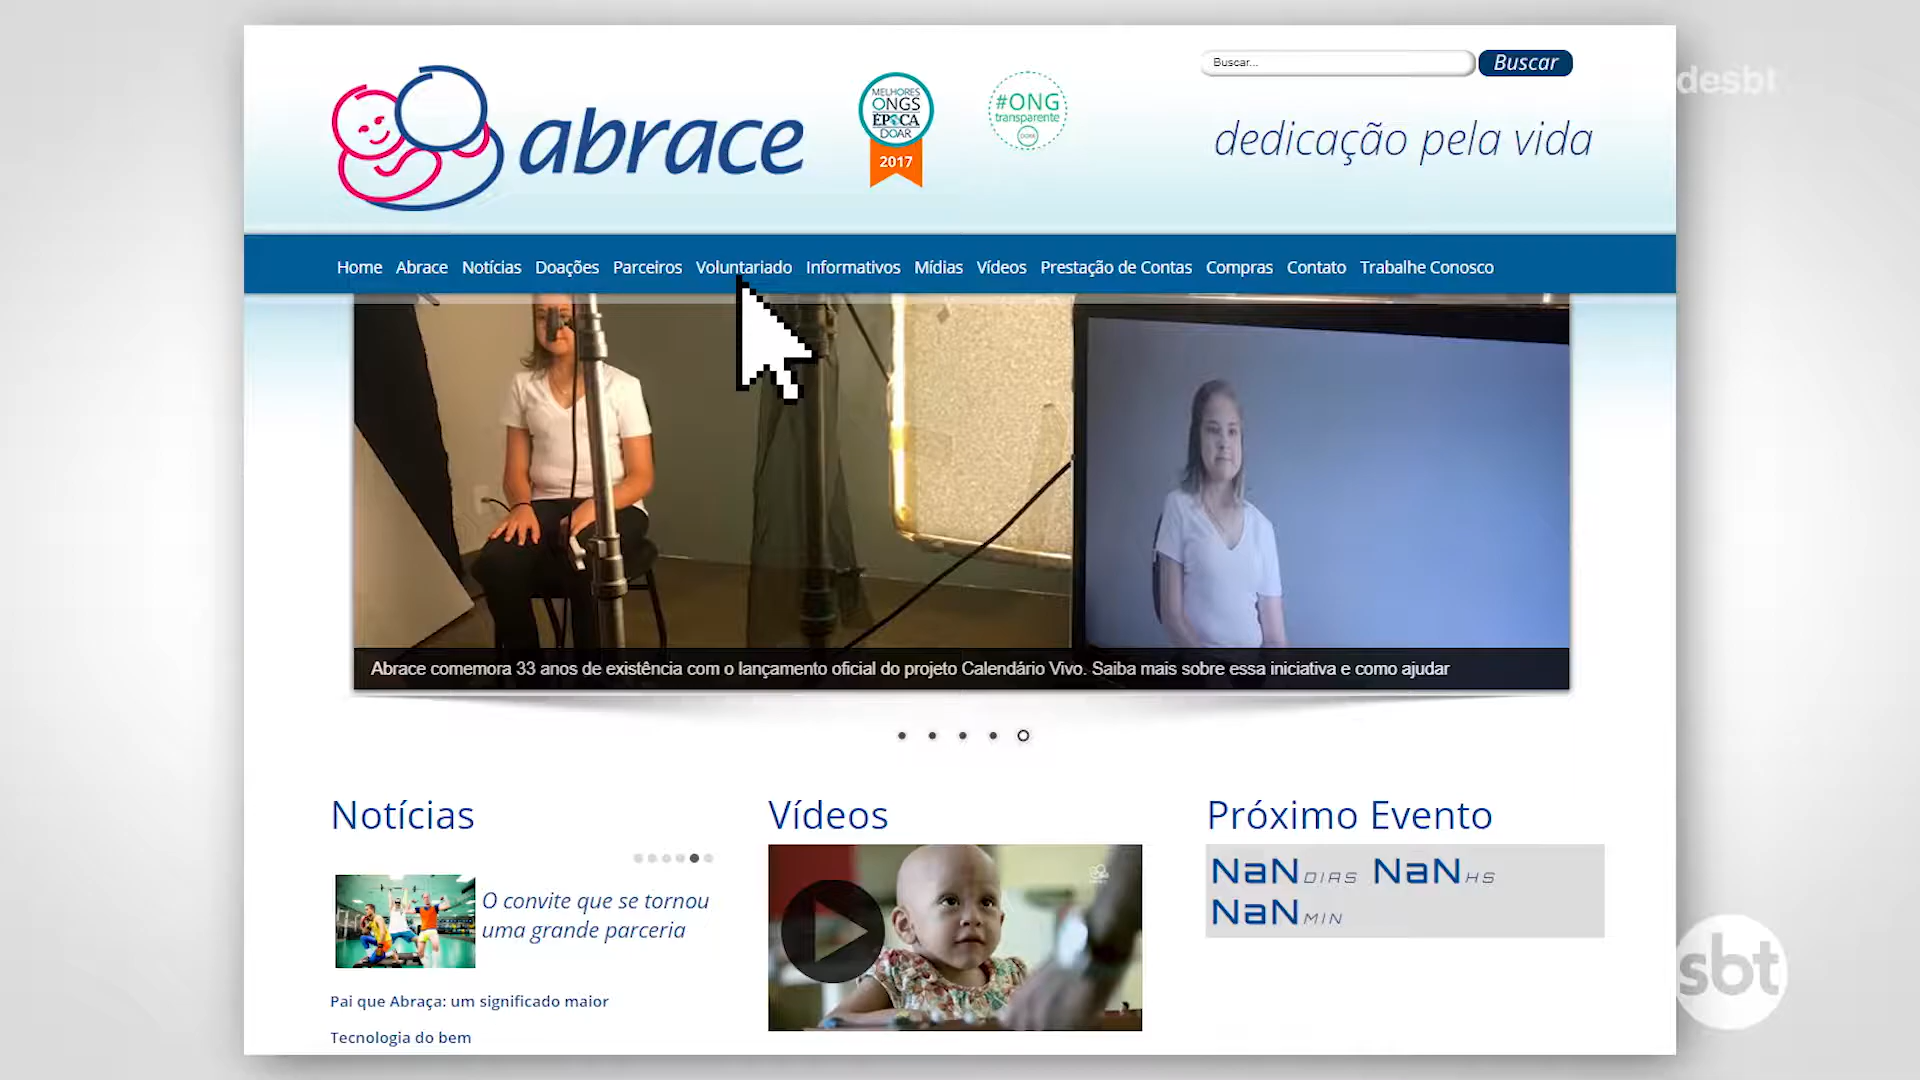 Buscar...
Buscar
desbt
abrace
MELHORES
ONGS
ÉPOCA
DOAR
2017
#ONG
transparente
DOAR
dedicação pela vida
Home Abrace Notícias Doações Parceiros Voluntariado Informativos Mídias Vídeos Prestação de Contas Compras Contato Trabalhe Conosco
Abrace comemora 33 anos de existência com o lançamento oficial do projeto Calendário Vivo. Saiba mais sobre essa iniciativa e como ajudar
Notícias
O convite que se tornou
uma grande parceria
Pai que Abraça: um significado maior
Tecnologia do bem
Vídeos
Próximo Evento
NaN DIAS NaN HS
NaN MIN
sbt